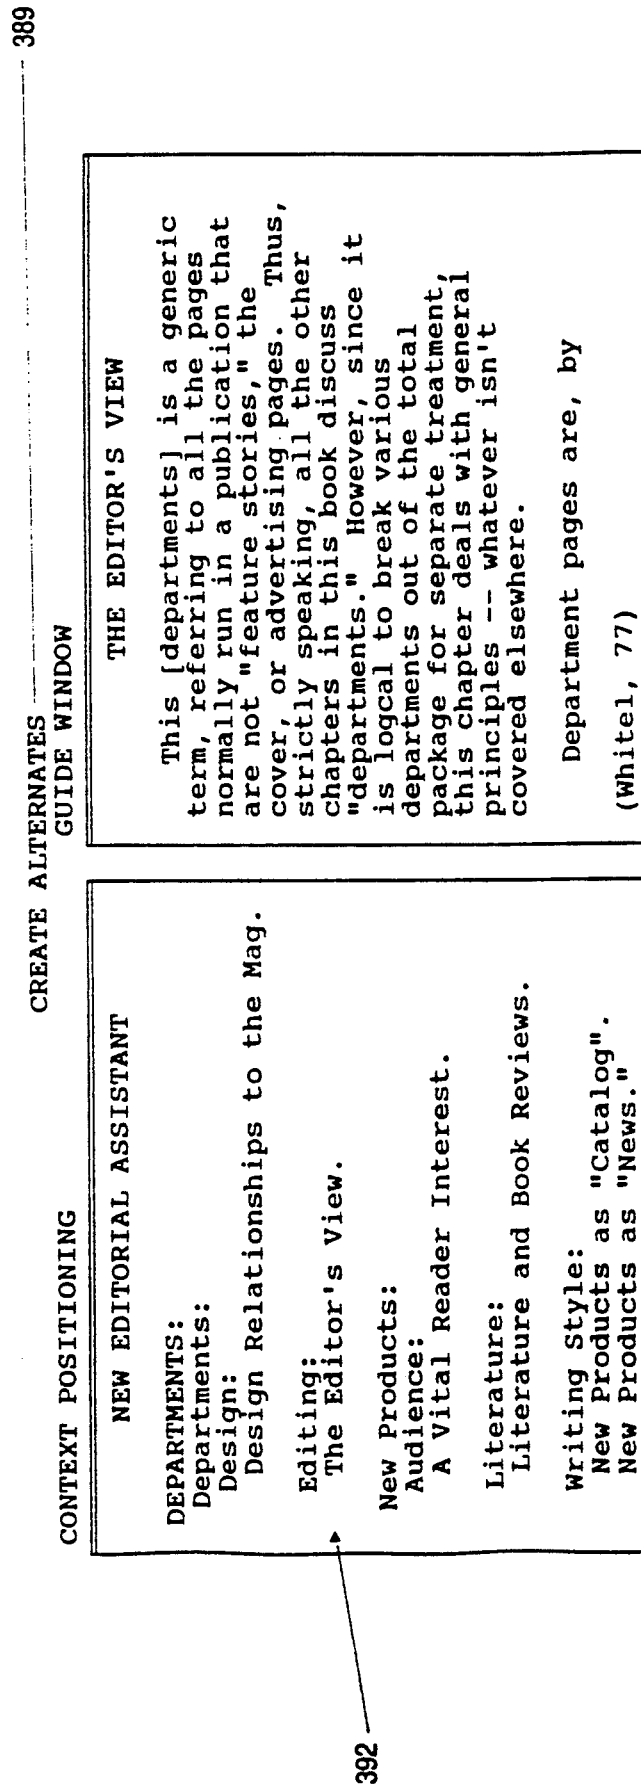 CREATE ALTERNATES 389
CONTEXT POSITIONING
GUIDE WINDOW
NEW EDITORIAL ASSISTANT
DEPARTMENTS:
Departments:
Design:
Design Relationships to the Mag.
Editing:
The Editor's View.
New Products:
Audience:
A Vital Reader Interest.
Literature:
Literature and Book Reviews.
Writing Style:
New Products as "Catalog".
New Products as "News."
392
THE EDITOR'S VIEW
This [departments] is a generic
term, referring to all the pages
normally run in a publication that
are not "feature stories," the
cover, or advertising pages. Thus,
strictly speaking, all the other
chapters in this book discuss
"departments." However, since it
is logcal to break various
departments out of the total
package for separate treatment,
this chapter deals with general
principles -- whatever isn't
covered elsewhere.
Department pages are, by
(Whitel, 77)